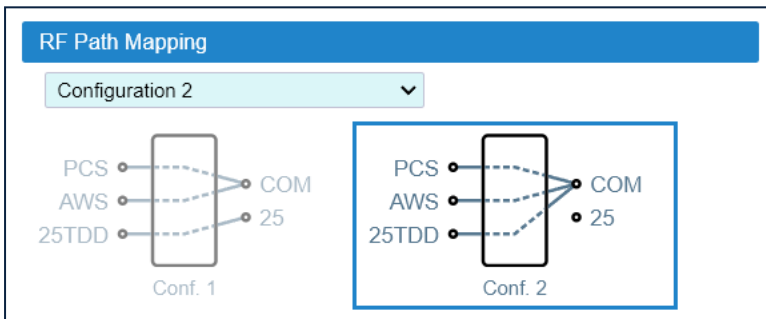 RF Path Mapping
Configuration 2
PCS
AWS
25TDD
COM
25
Conf. 1
PCS
AWS
25TDD
COM
25
Conf. 2